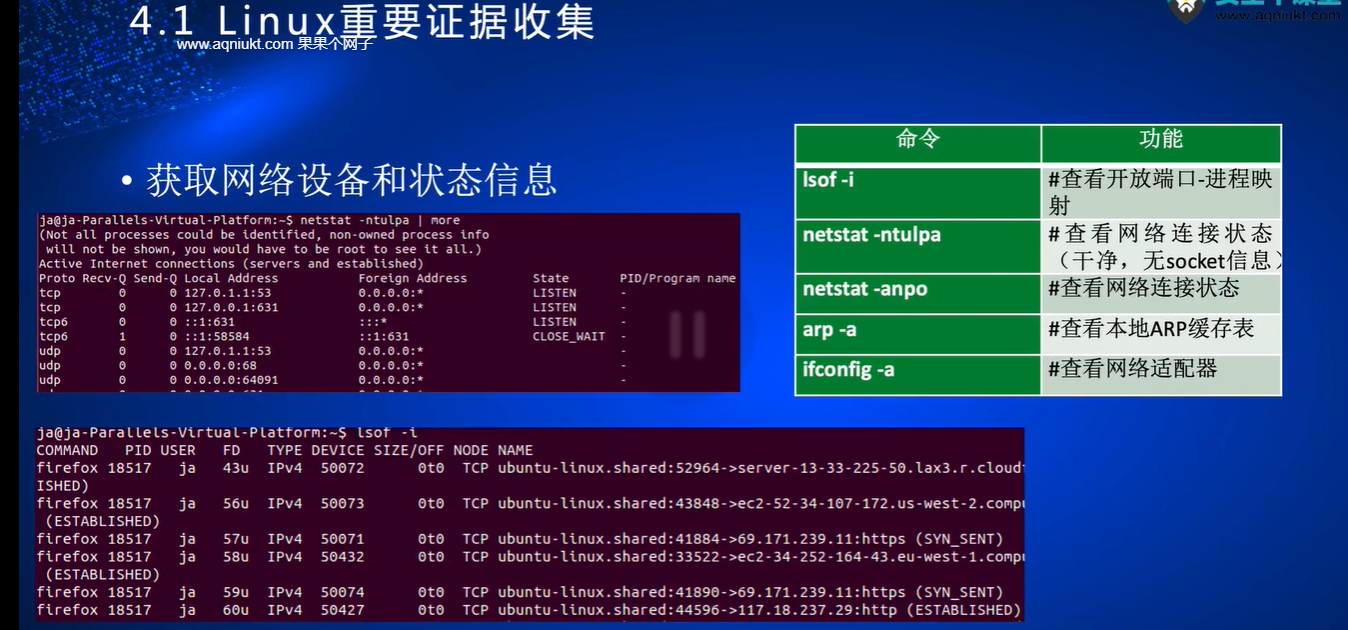 4.1 Linux重要证据收集
www.aqniukt.com 果果个网子
www.aqniukt.com
• 获取网络设备和状态信息
ja@ja-Parallels-Virtual-Platform:~$ netstat -ntulpa | more
(Not all processes could be identified, non-owned process info
will not be shown, you would have to be root to see it all.)
Active Internet connections (servers and established)
Proto Recv-Q Send-Q Local Address Foreign Address State PID/Program name
tcp 0 0 127.0.1.1:53 0.0.0.0:* LISTEN -
tcp 0 0 127.0.0.1:631 0.0.0.0:* LISTEN -
tcp6 0 0 ::1:631 :::* LISTEN -
tcp6 1 0 ::1:58584 ::1:631 CLOSE_WAIT -
udp 0 0 127.0.1.1:53 0.0.0.0:* -
udp 0 0 0.0.0.0:68 0.0.0.0:* -
udp 0 0 0.0.0.0:64091 0.0.0.0:* -
命令 功能
lsof -i #查看开放端口-进程映
射
netstat -ntulpa #查看网络连接状态
（干净，无socket信息）
netstat -anpo #查看网络连接状态
arp -a #查看本地ARP缓存表
ifconfig -a #查看网络适配器
ja@ja-Parallels-Virtual-Platform:~$ lsof -i
COMMAND PID USER FD TYPE DEVICE SIZE/OFF NODE NAME
firefox 18517 ja 43u IPv4 50072 0t0 TCP ubuntu-linux.shared:52964->server-13-33-225-50.lax3.r.cloudf
ISHED)
firefox 18517 ja 56u IPv4 50073 0t0 TCP ubuntu-linux.shared:43848->ec2-52-34-107-172.us-west-2.compu
(ESTABLISHED)
firefox 18517 ja 57u IPv4 50071 0t0 TCP ubuntu-linux.shared:41884->69.171.239.11:https (SYN_SENT)
firefox 18517 ja 58u IPv4 50432 0t0 TCP ubuntu-linux.shared:33522->ec2-34-252-164-43.eu-west-1.compu
(ESTABLISHED)
firefox 18517 ja 59u IPv4 50074 0t0 TCP ubuntu-linux.shared:41890->69.171.239.11:https (SYN_SENT)
firefox 18517 ja 60u IPv4 50427 0t0 TCP ubuntu-linux.shared:44596->117.18.237.29:http (ESTABLISHED)